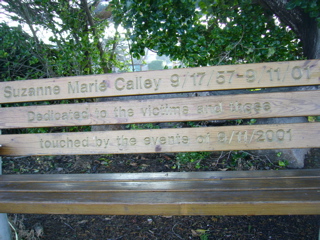 Suzanne Marie Calley 9/17/57-9/11/01
Dedicated to the victims and those
touched by the events of 9/11/2001